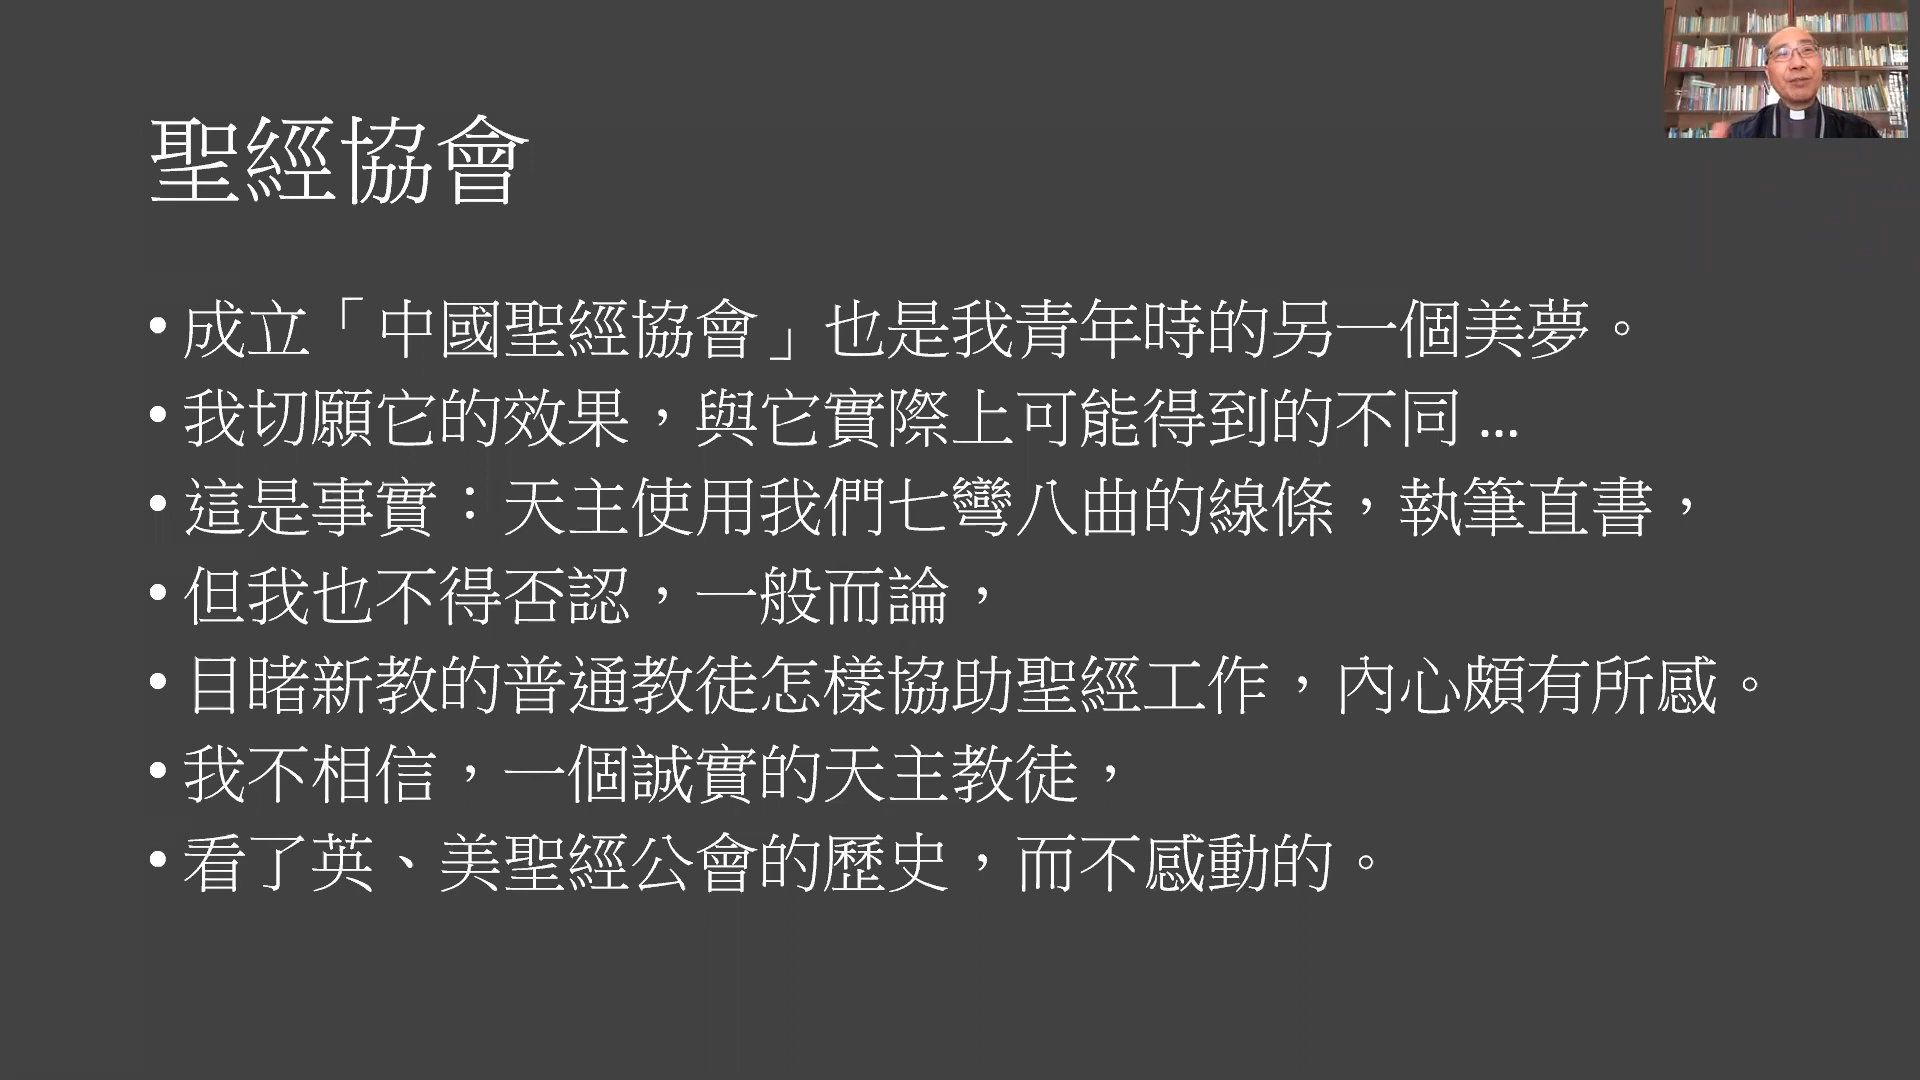 聖經協會
• 成立「中國聖經協會」也是我青年時的另一個美夢。
• 我切願它的效果，與它實際上可能得到的不同 ...
• 這是事實：天主使用我們七彎八曲的線條，執筆直書，
• 但我也不得否認，一般而論，
• 目睹新教的普通教徒怎樣協助聖經工作，內心頗有所感。
• 我不相信，一個誠實的天主教徒，
• 看了英、美聖經公會的歷史，而不感動的。